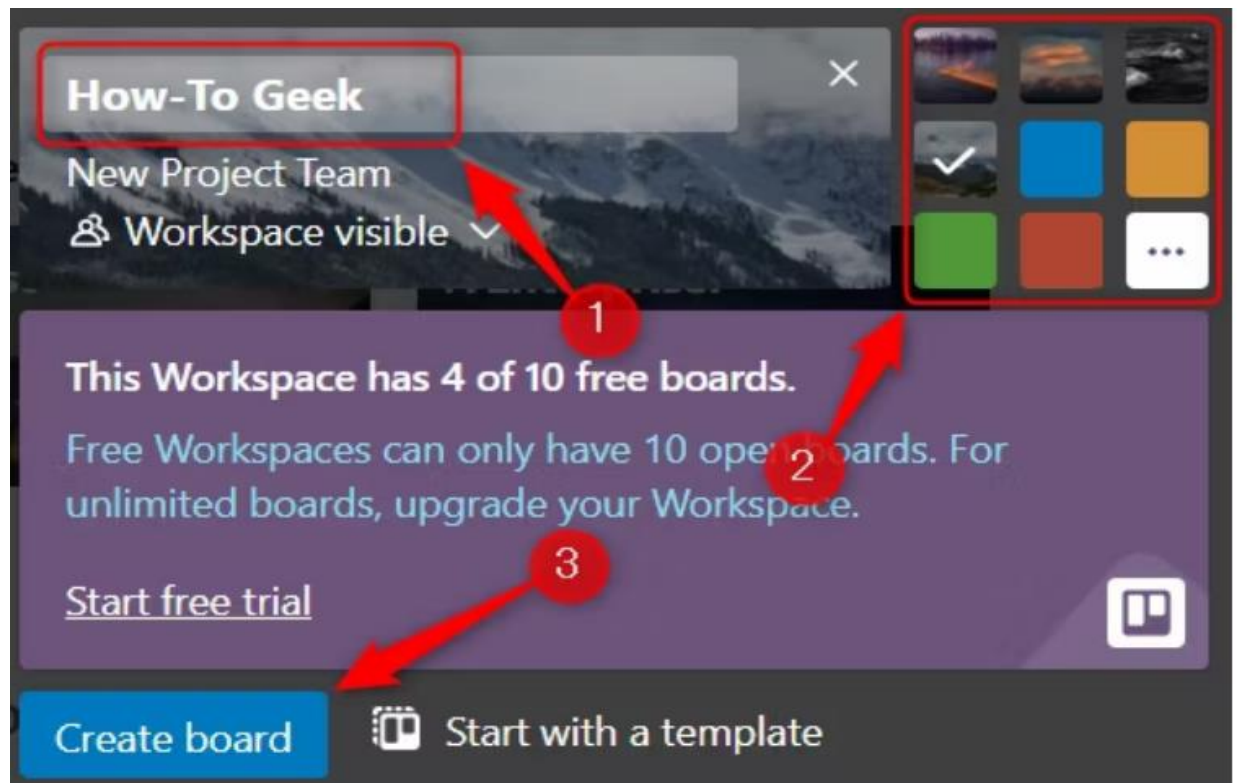 How-To Geek
New Project Team
Workspace visible
1
This Workspace has 4 of 10 free boards.
Free Workspaces can only have 10 open boards. For
unlimited boards, upgrade your Workspace.
2
3
Start free trial
Create board
Start with a template